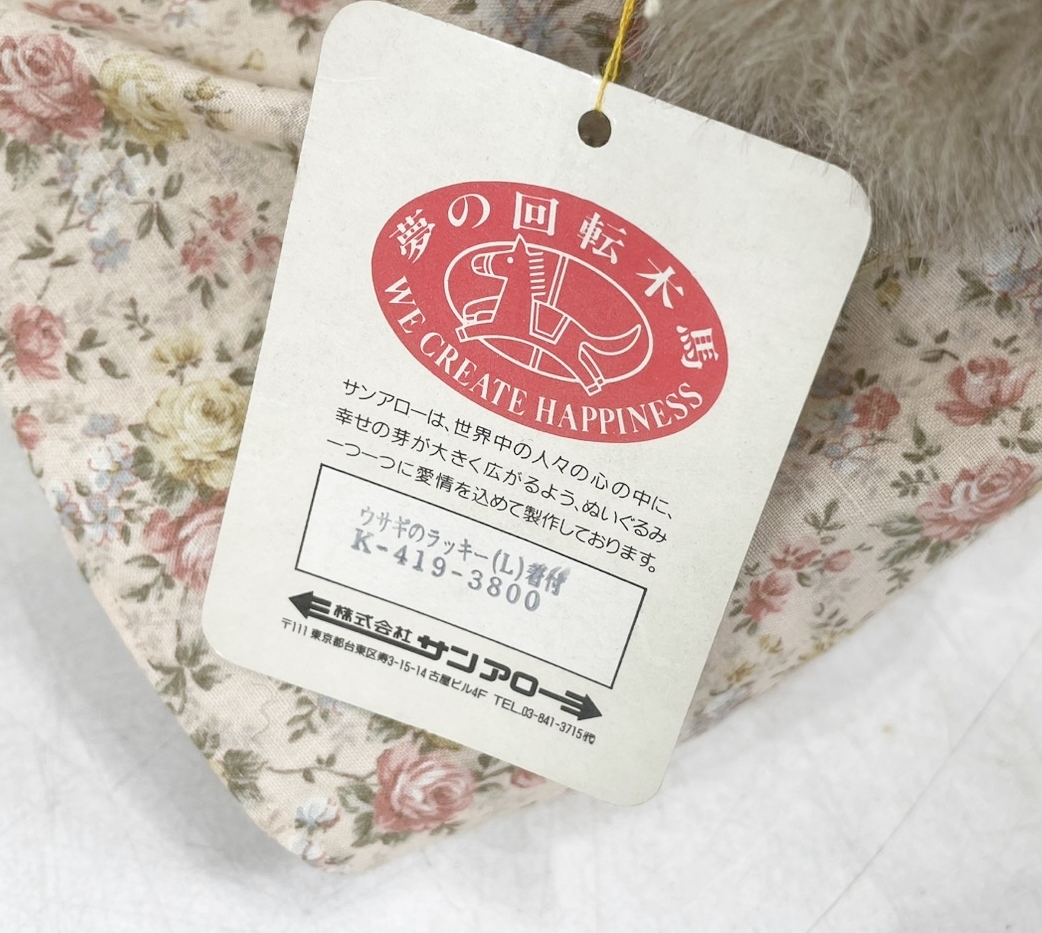 夢の回転木馬
WE CREATE HAPPINESS
サンアローは、世界中の人々の心の中に、
幸せの芽が大きく広がるよう、ぬいぐるみ
一つ一つに愛情を込めて製作しております。
ウサギのラッキー(L)着付
K-419-3800
株式会社 サンアロー
〒111 東京都台東区寿3-15-14 古屋ビル4F TEL.03-841-3715㈹